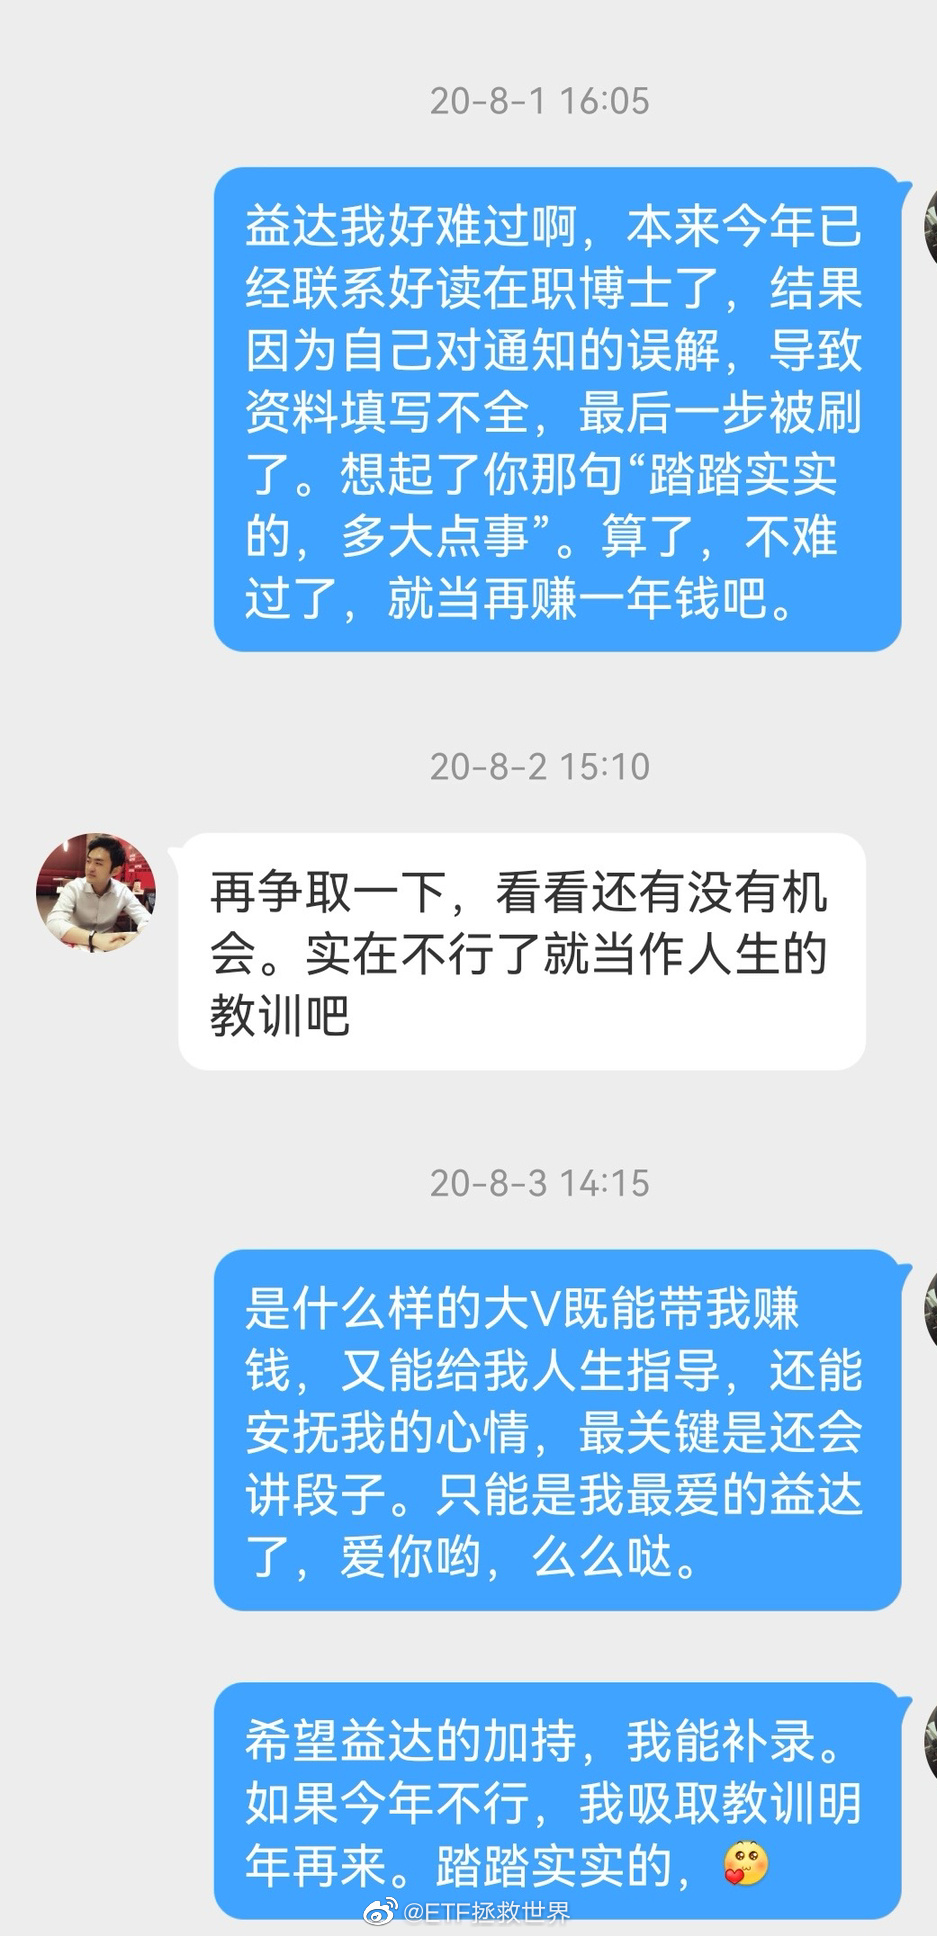 20-8-1 16:05
益达我好难过啊，本来今年已
经联系好读在职博士了，结果
因为自己对通知的误解，导致
资料填写不全，最后一步被刷
了。想起了你那句“踏踏实实
的，多大点事”。算了，不难
过了，就当再赚一年钱吧。
20-8-2 15:10
再争取一下，看看还有没有机
会。实在不行了就当作人生的
教训吧
20-8-3 14:15
是什么样的大V既能带我赚
钱，又能给我人生指导，还能
安抚我的心情，最关键是还会
讲段子。只能是我最爱的益达
了，爱你哟，么么哒。
希望益达的加持，我能补录。
如果今年不行，我吸取教训明
年再来。踏踏实实的，
@ETF拯救世界